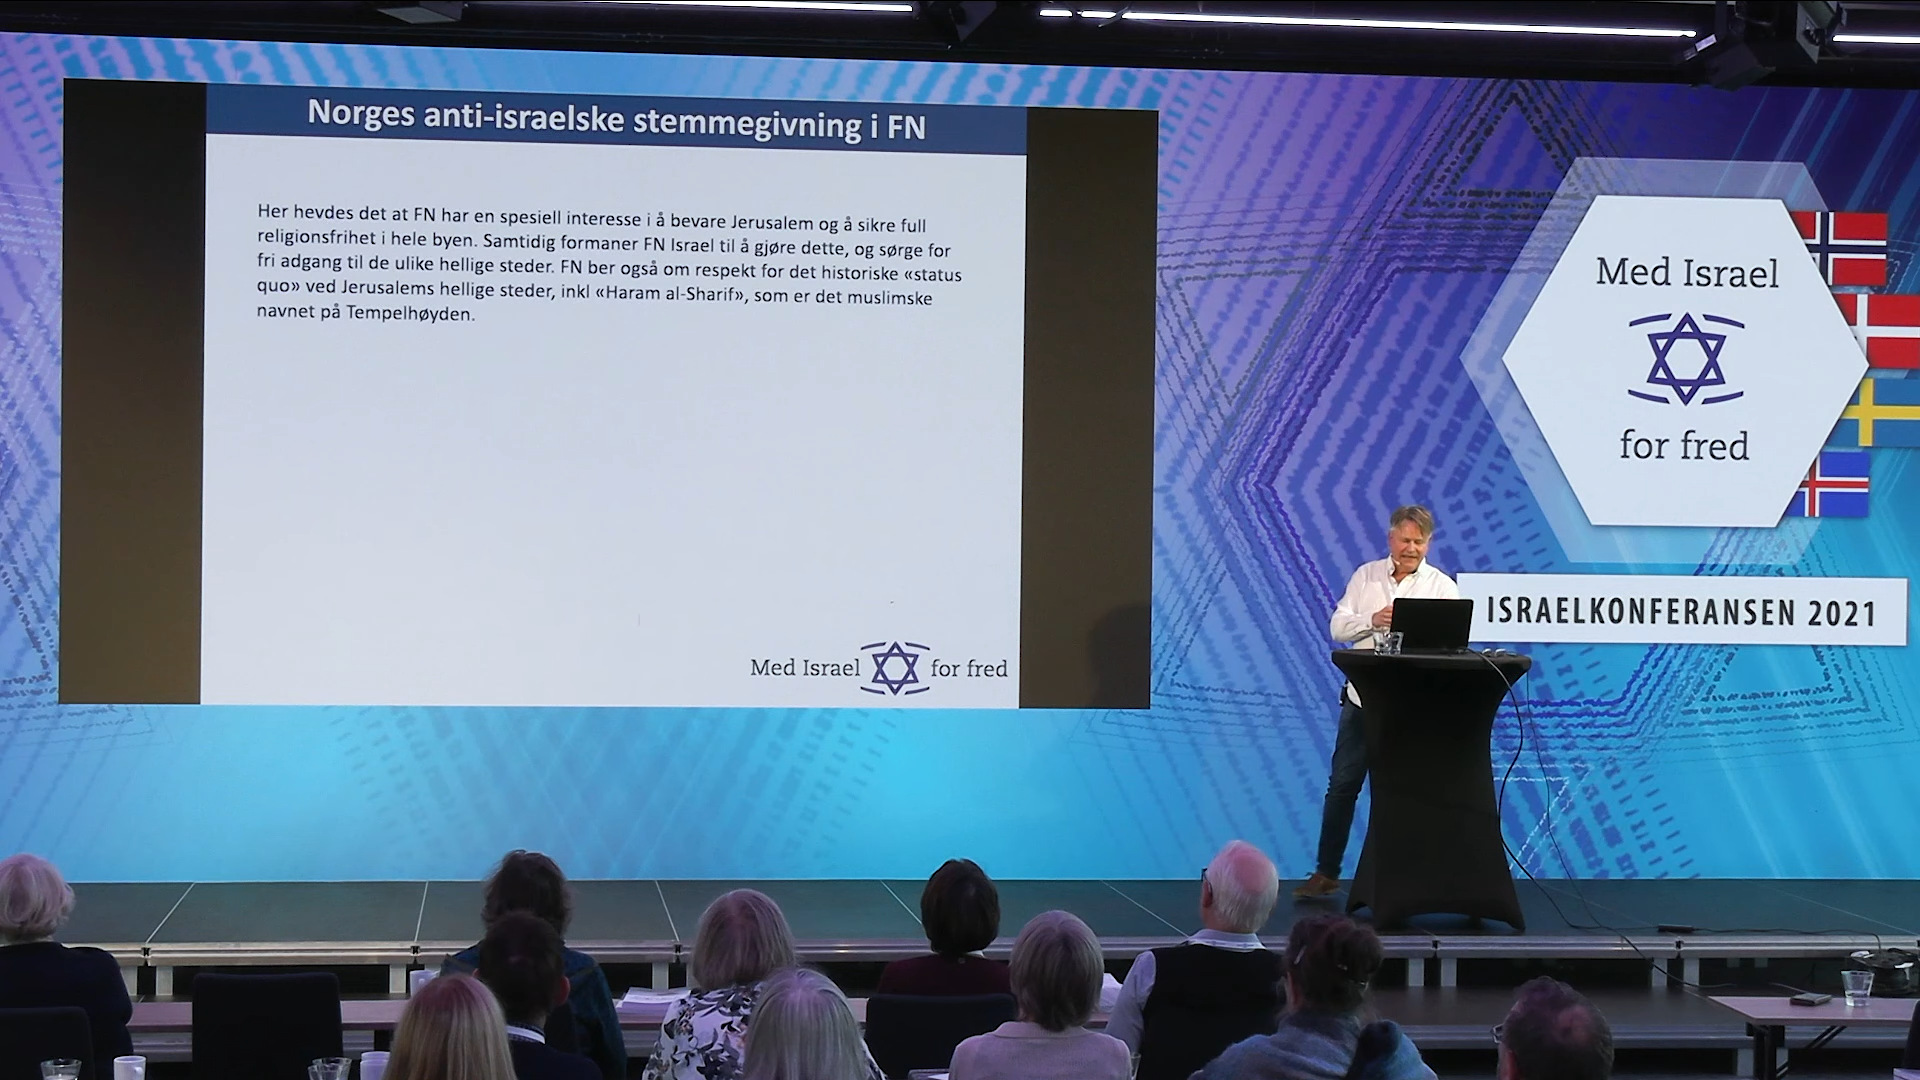 Norges anti-israelske stemmegivning i FN
Her hevdes det at FN har en spesiell interesse i å bevare Jerusalem og å sikre full
religionsfrihet i hele byen. Samtidig formaner FN Israel til å gjøre dette, og sørge for
fri adgang til de ulike hellige steder. FN ber også om respekt for det historiske «status
quo» ved Jerusalems hellige steder, inkl «Haram al-Sharif», som er det muslimske
navnet på Tempelhøyden.
Med Israel for fred
Med Israel
for fred
ISRAELKONFERANSEN 2021